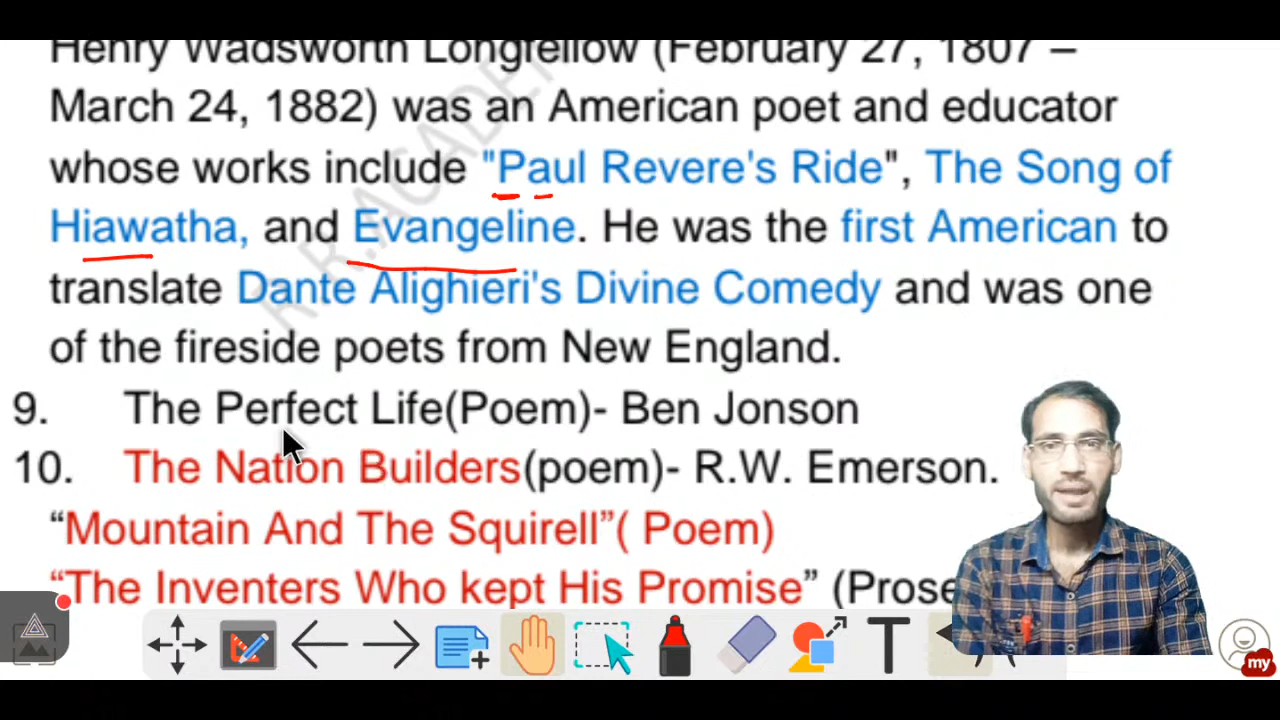 Henry Wadsworth Longfellow (February 27, 1807 –
March 24, 1882) was an American poet and educator
whose works include "Paul Revere's Ride", The Song of
Hiawatha, and Evangeline. He was the first American to
translate Dante Alighieri's Divine Comedy and was one
of the fireside poets from New England.
9. The Perfect Life(Poem)- Ben Jonson
10. The Nation Builders(poem)- R.W. Emerson.
“Mountain And The Squirell”( Poem)
“The Inventers Who kept His Promise” (Prose
R.ACADE
T
my